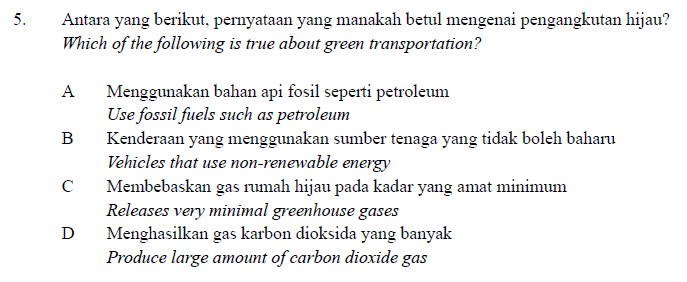 5. Antara yang berikut, pernyataan yang manakah betul mengenai pengangkutan hijau?
Which of the following is true about green transportation?
A Menggunakan bahan api fosil seperti petroleum
Use fossil fuels such as petroleum
B Kenderaan yang menggunakan sumber tenaga yang tidak boleh baharu
Vehicles that use non-renewable energy
C Membebaskan gas rumah hijau pada kadar yang amat minimum
Releases very minimal greenhouse gases
D Menghasilkan gas karbon dioksida yang banyak
Produce large amount of carbon dioxide gas